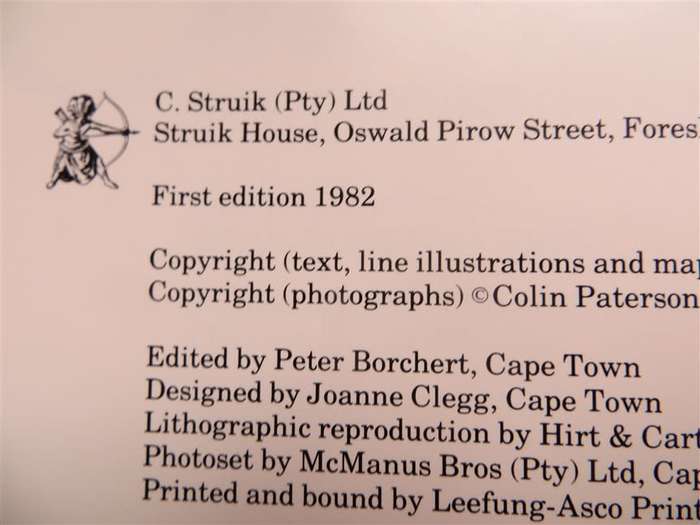 C. Struik (Pty) Ltd
Struik House, Oswald Pirow Street, Fores
First edition 1982
Copyright (text, line illustrations and map
Copyright (photographs) © Colin Paterson
Edited by Peter Borchert, Cape Town
Designed by Joanne Clegg, Cape Town
Lithographic reproduction by Hirt & Cart
Photoset by McManus Bros (Pty) Ltd, Cap
Printed and bound by Leefung-Asco Print